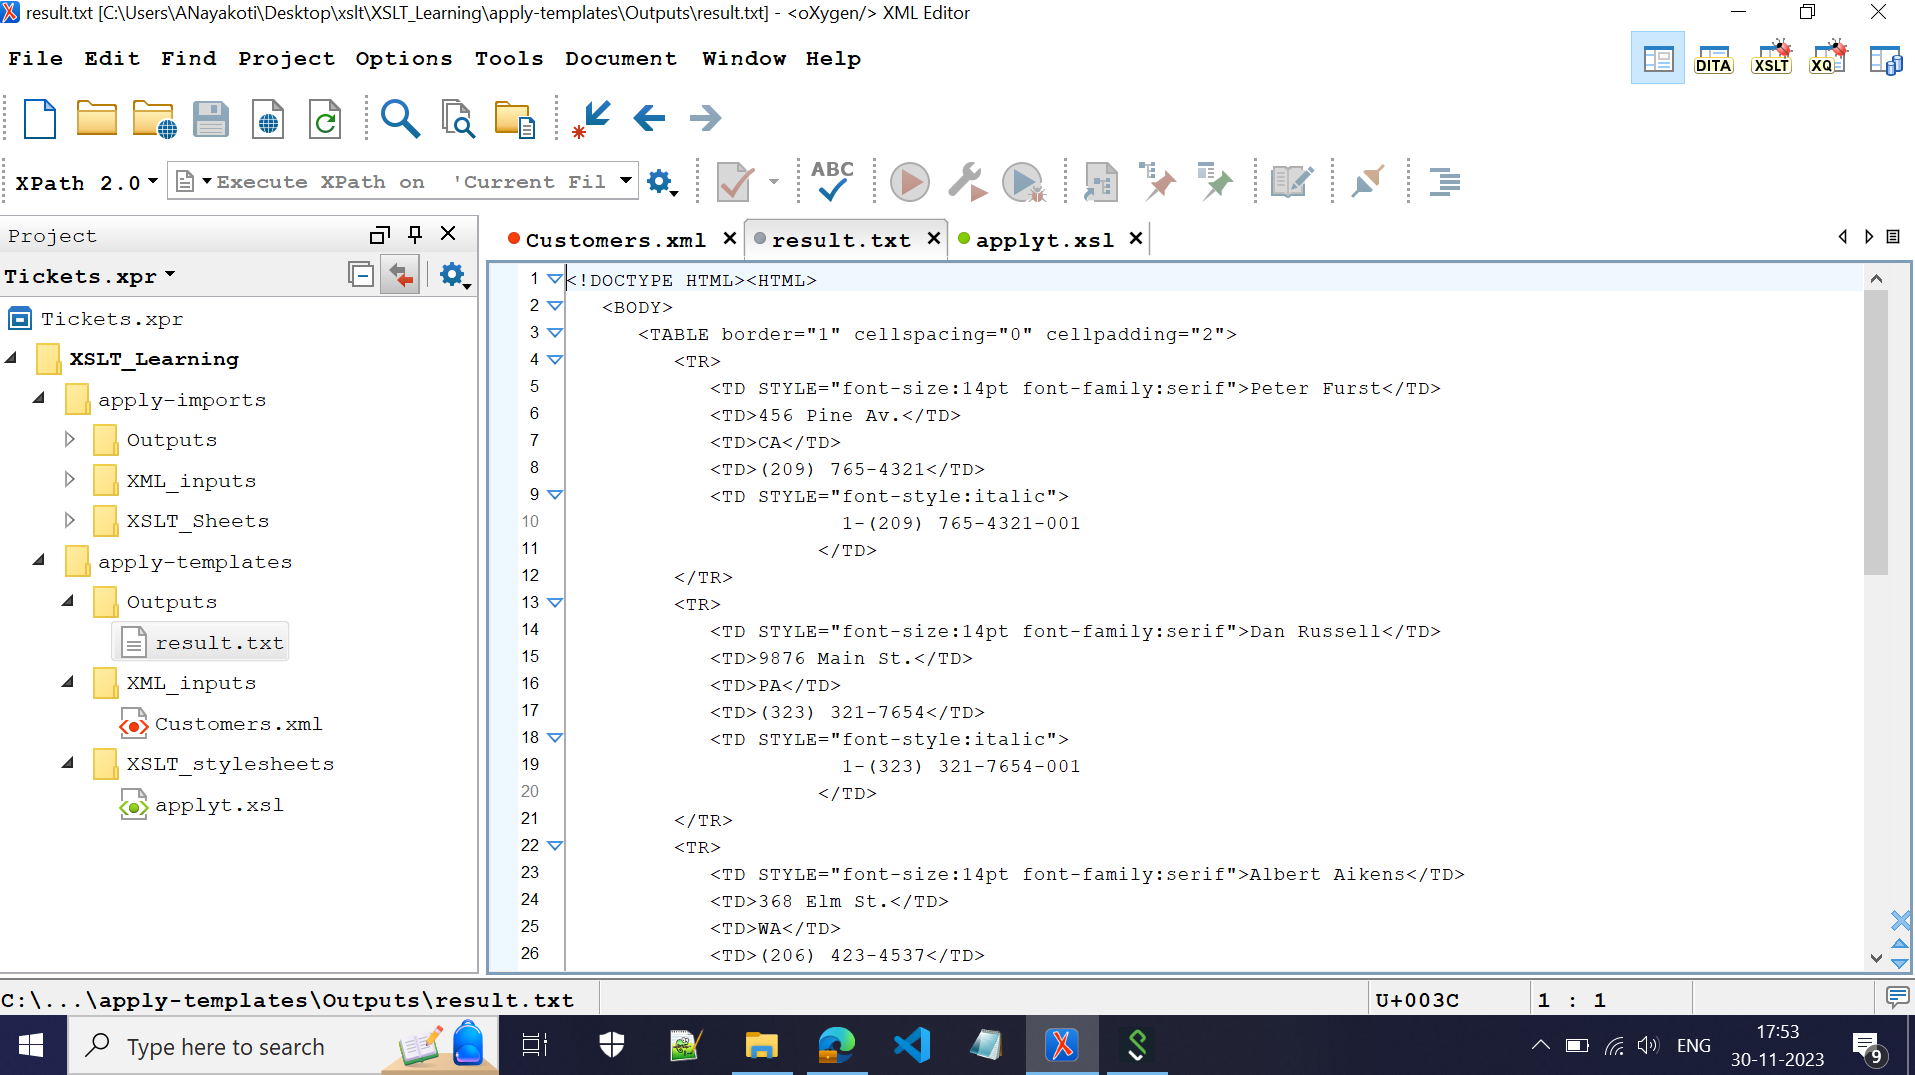 result.txt [C:\Users\ANayakoti\Desktop\xslt\XSLT_Learning\apply-templates\Outputs\result.txt] - <oXygen/> XML Editor
File Edit Find Project Options Tools Document Window Help
DITA XSLT XQ
XPath 2.0 Execute XPath on 'Current Fil
ABC
Project
Tickets.xpr
Tickets.xpr
XSLT_Learning
apply-imports
Outputs
XML_inputs
XSLT_Sheets
apply-templates
Outputs
result.txt
XML_inputs
Customers.xml
XSLT_stylesheets
applyt.xsl
Customers.xml result.txt applyt.xsl
1 <!DOCTYPE HTML><HTML>
2 <BODY>
3 <TABLE border="1" cellspacing="0" cellpadding="2">
4 <TR>
5 <TD STYLE="font-size:14pt font-family:serif">Peter Furst</TD>
6 <TD>456 Pine Av.</TD>
7 <TD>CA</TD>
8 <TD>(209) 765-4321</TD>
9 <TD STYLE="font-style:italic">
10 1-(209) 765-4321-001
11 </TD>
12 </TR>
13 <TR>
14 <TD STYLE="font-size:14pt font-family:serif">Dan Russell</TD>
15 <TD>9876 Main St.</TD>
16 <TD>PA</TD>
17 <TD>(323) 321-7654</TD>
18 <TD STYLE="font-style:italic">
19 1-(323) 321-7654-001
20 </TD>
21 </TR>
22 <TR>
23 <TD STYLE="font-size:14pt font-family:serif">Albert Aikens</TD>
24 <TD>368 Elm St.</TD>
25 <TD>WA</TD>
26 <TD>(206) 423-4537</TD>
C:\...\apply-templates\Outputs\result.txt U+003C 1 : 1
Type here to search
ENG
17:53
30-11-2023
9